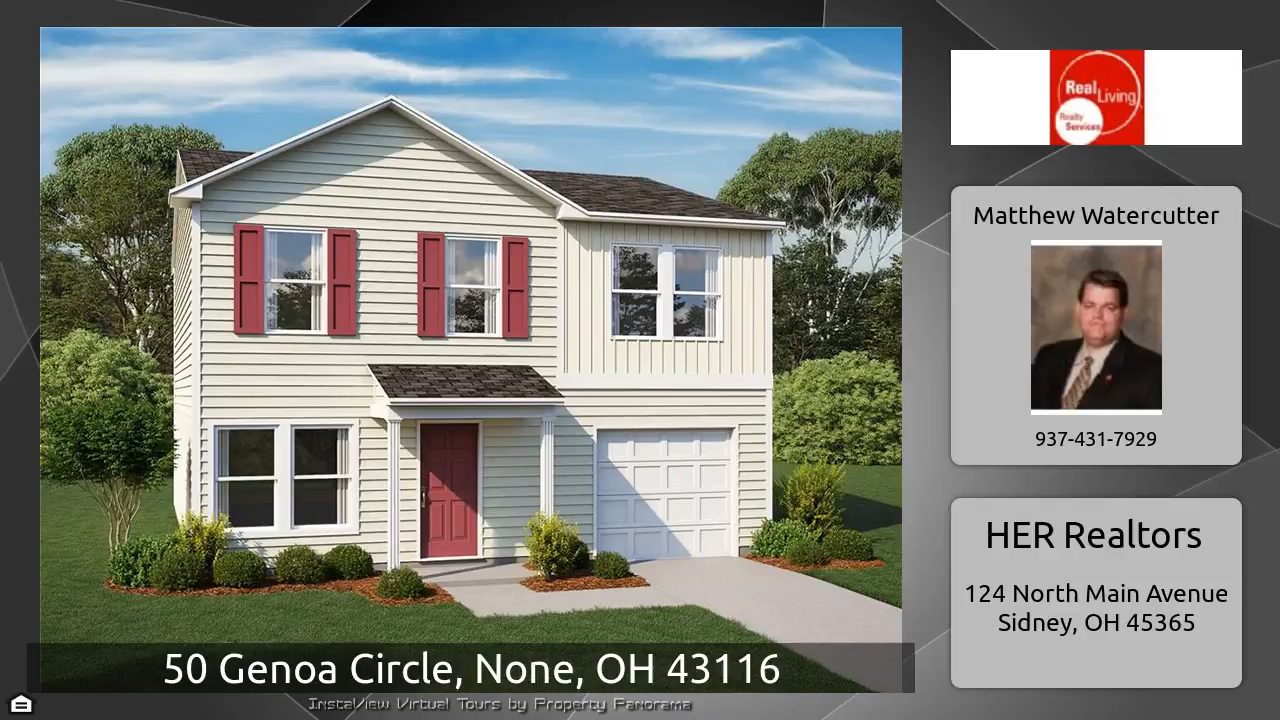 Real
Living
Realty
Services
Matthew Watercutter
937-431-7929
HER Realtors
124 North Main Avenue
Sidney, OH 45365
50 Genoa Circle, None, OH 43116
InstaView Virtual Tours by Property Panorama